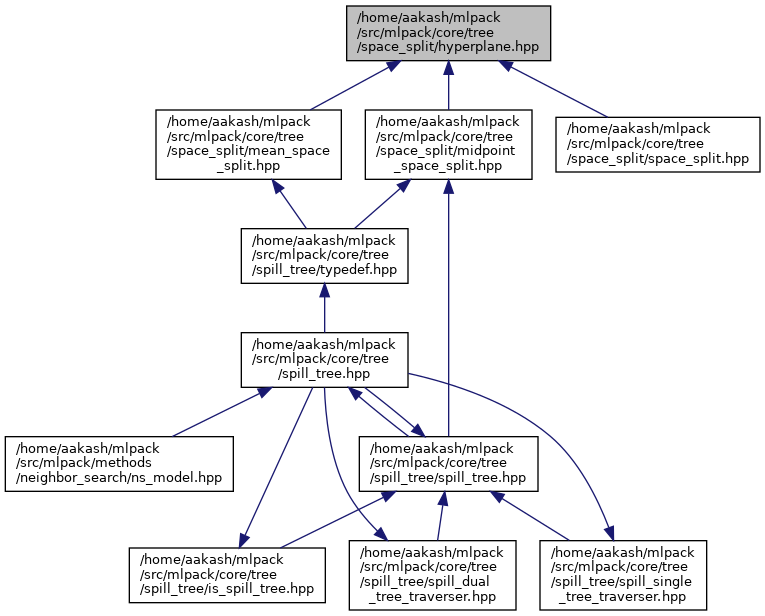 /home/aakash/mlpack
/src/mlpack/core/tree
/space_split/hyperplane.hpp
/home/aakash/mlpack
/src/mlpack/core/tree
/space_split/mean_space
_split.hpp
/home/aakash/mlpack
/src/mlpack/core/tree
/space_split/midpoint
_space_split.hpp
/home/aakash/mlpack
/src/mlpack/core/tree
/space_split/space_split.hpp
/home/aakash/mlpack
/src/mlpack/core/tree
/spill_tree/typedef.hpp
/home/aakash/mlpack
/src/mlpack/core/tree
/spill_tree.hpp
/home/aakash/mlpack
/src/mlpack/methods
/neighbor_search/ns_model.hpp
/home/aakash/mlpack
/src/mlpack/core/tree
/spill_tree/spill_tree.hpp
/home/aakash/mlpack
/src/mlpack/core/tree
/spill_tree/is_spill_tree.hpp
/home/aakash/mlpack
/src/mlpack/core/tree
/spill_tree/spill_dual
_tree_traverser.hpp
/home/aakash/mlpack
/src/mlpack/core/tree
/spill_tree/spill_single
_tree_traverser.hpp